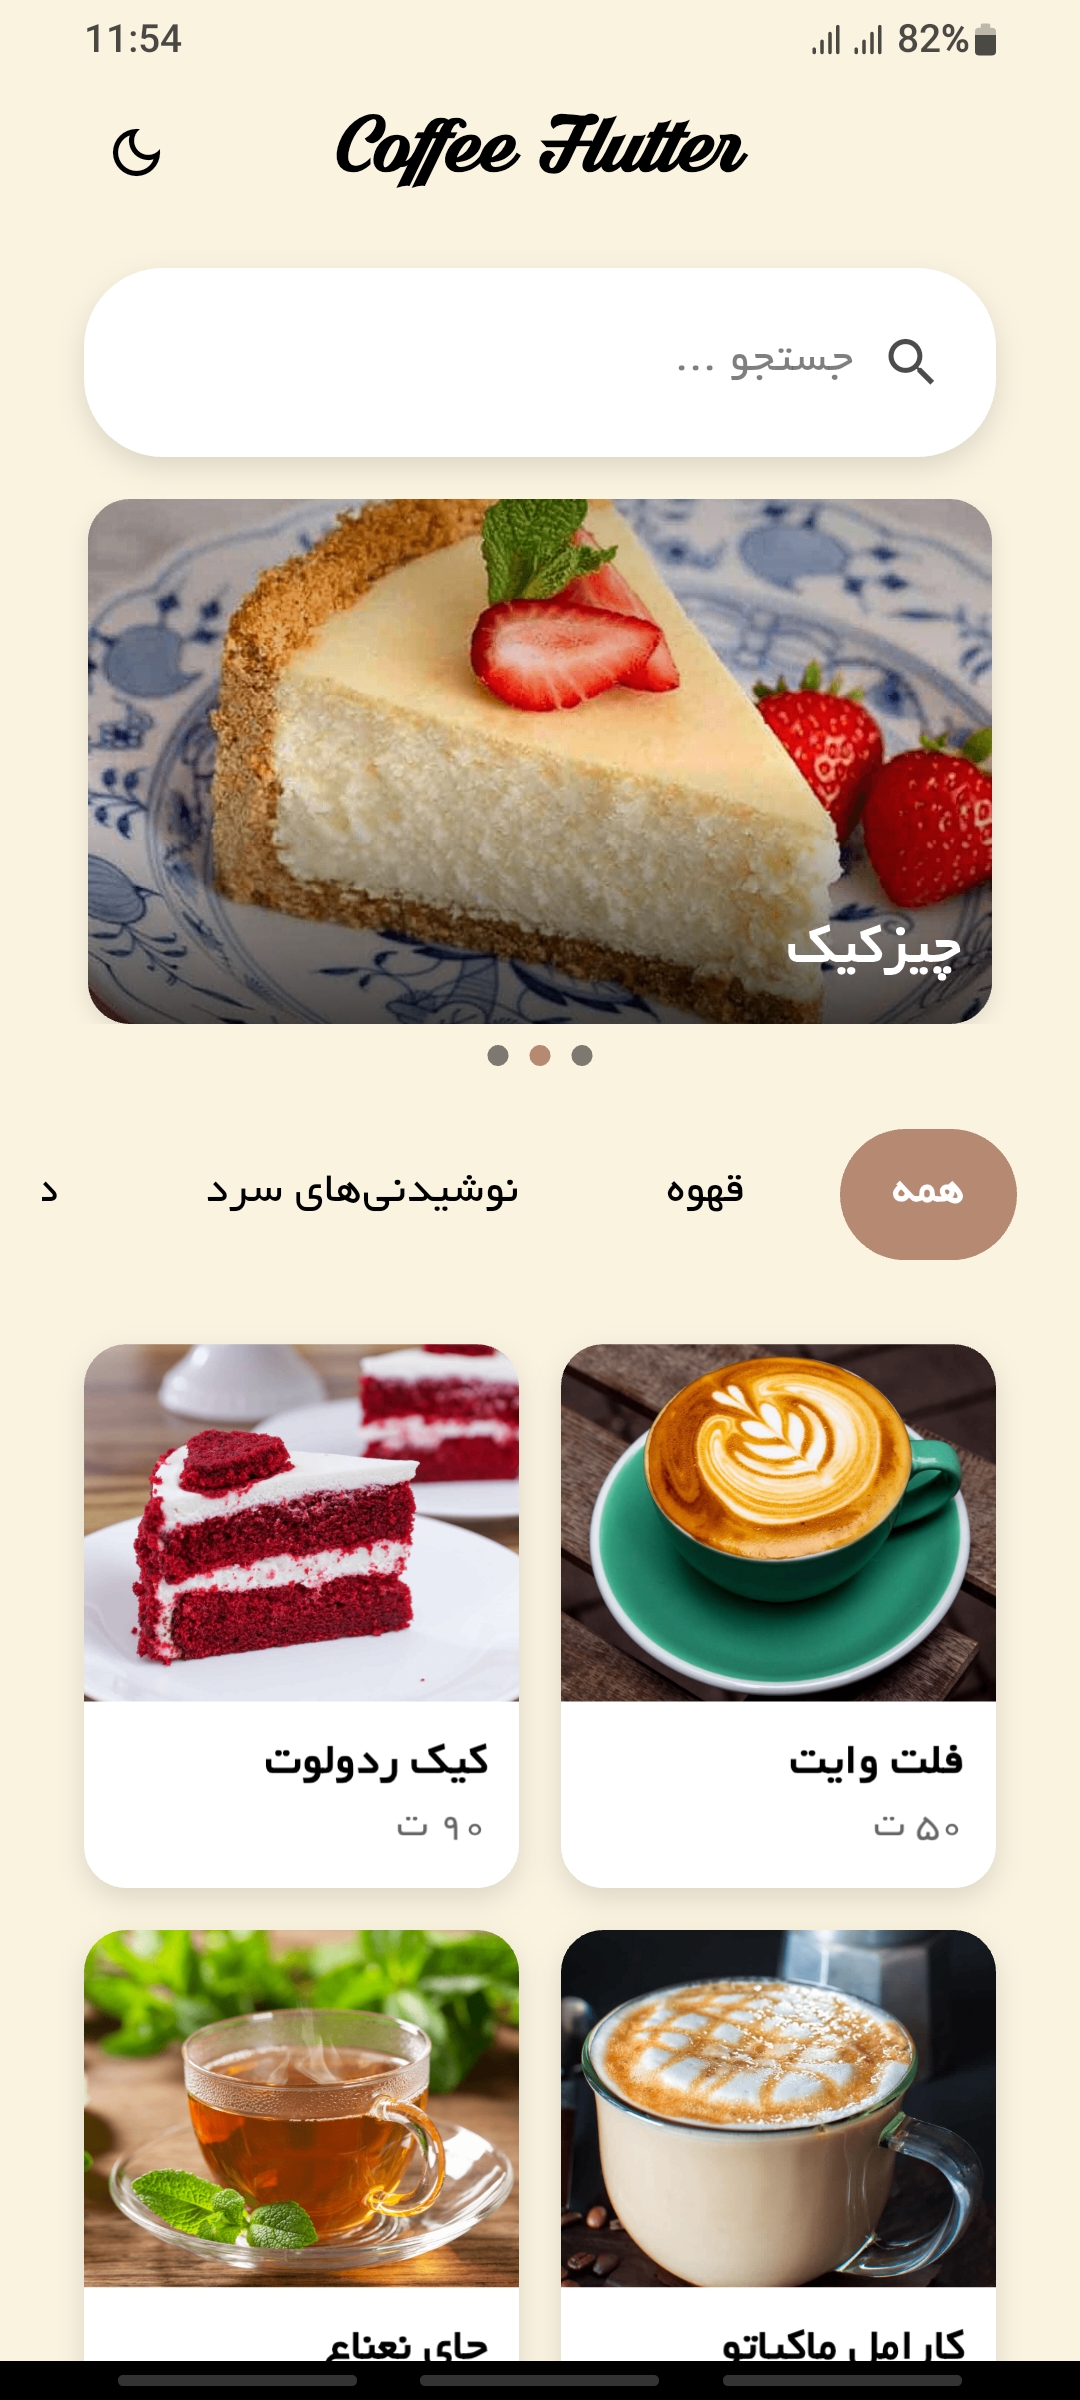 11:54 82%
Coffee Flutter
جستجو ...
چیزکیک
همه قهوه نوشیدنی‌های سرد د
فلت وایت
۵۰ ت
کیک ردولوت
۹۰ ت
کارامل ماکیاتو
چای نعناع